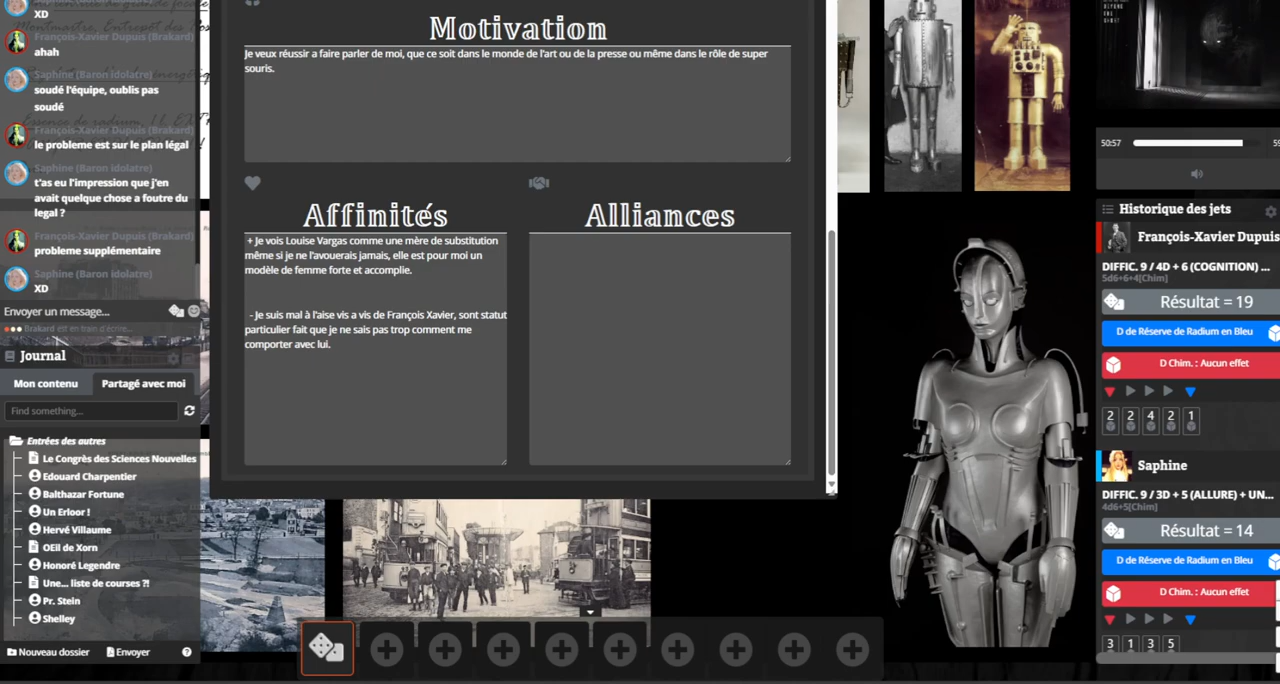 XD
François-Xavier Dupuis (Brakard)
ahah
Saphine (Baron idolatre)
soudé l'équipe, oublis pas
soudé
François-Xavier Dupuis (Brakard)
le probleme est sur le plan légal
Saphine (Baron idolatre)
t'as eu l'impression que j'en
avait quelque chose a foutre du
legal ?
François-Xavier Dupuis (Brakard)
probleme supplémentaire
Saphine (Baron idolatre)
XD
Envoyer un message...
Brakard est en train d'écrire...
Journal
Mon contenu
Partagé avec moi
Find something...
Entrées des autres
Le Congrès des Sciences Nouvelles
Edouard Charpentier
Balthazar Fortune
Un Erloor !
Hervé Villaume
OEil de Xorn
Honoré Legendre
Une... liste de courses ?!
Pr. Stein
Shelley
Nouveau dossier
Envoyer
?
Motivation
Je veux réussir a faire parler de moi, que ce soit dans le monde de l'art ou de la presse ou même dans le rôle de super
souris.
Affinités
+ Je vois Louise Vargas comme une mère de substitution
même si je ne l'avouerais jamais, elle est pour moi un
modèle de femme forte et accomplie.
- Je suis mal à l'aise vis a vis de François Xavier, sont statut
particulier fait que je ne sais pas trop comment me
comporter avec lui.
Alliances
50:57
Historique des jets
François-Xavier Dupuis
DIFFIC. 9 / 4D + 6 (COGNITION) ...
5d6+6+4[Chim]
Résultat = 19
D de Réserve de Radium en Bleu
D Chim. : Aucun effet
2 2 4 2 1
Saphine
DIFFIC. 9 / 3D + 5 (ALLURE) + UN...
4d6+5[Chim]
Résultat = 14
D de Réserve de Radium en Bleu
D Chim. : Aucun effet
3 1 3 5